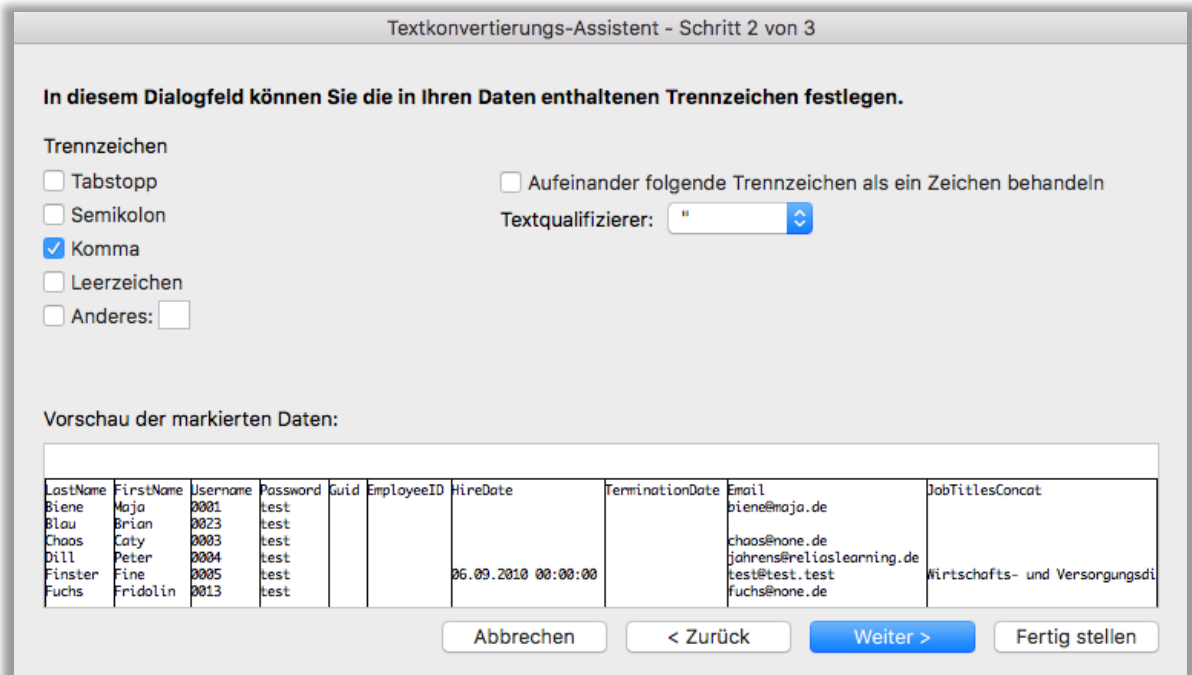 Textkonvertierungs-Assistent - Schritt 2 von 3
In diesem Dialogfeld können Sie die in Ihren Daten enthaltenen Trennzeichen festlegen.
Trennzeichen
Tabstopp
Semikolon
Komma
Leerzeichen
Anderes:
Aufeinander folgende Trennzeichen als ein Zeichen behandeln
Textqualifizierer: "
Vorschau der markierten Daten:
LastName FirstName Username Password Guid EmployeeID HireDate TerminationDate Email JobTitlesConcat
Biene Maja 0001 test biene@maja.de
Blau Brian 0023 test
Chaos Caty 0003 test chaos@none.de
Dill Peter 0004 test jahrens@reliaslearning.de
Finster Fine 0005 test 06.09.2010 00:00:00 test@test.test Wirtschafts- und Versorgungsdi
Fuchs Fridolin 0013 test fuchs@none.de
Abbrechen < Zurück Weiter > Fertig stellen